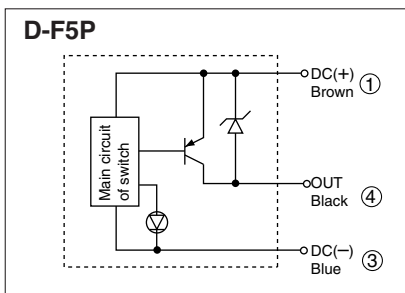 D-F5P
DC(+) ①
Brown
Main circuit
of switch
OUT
Black ④
DC(−) ③
Blue